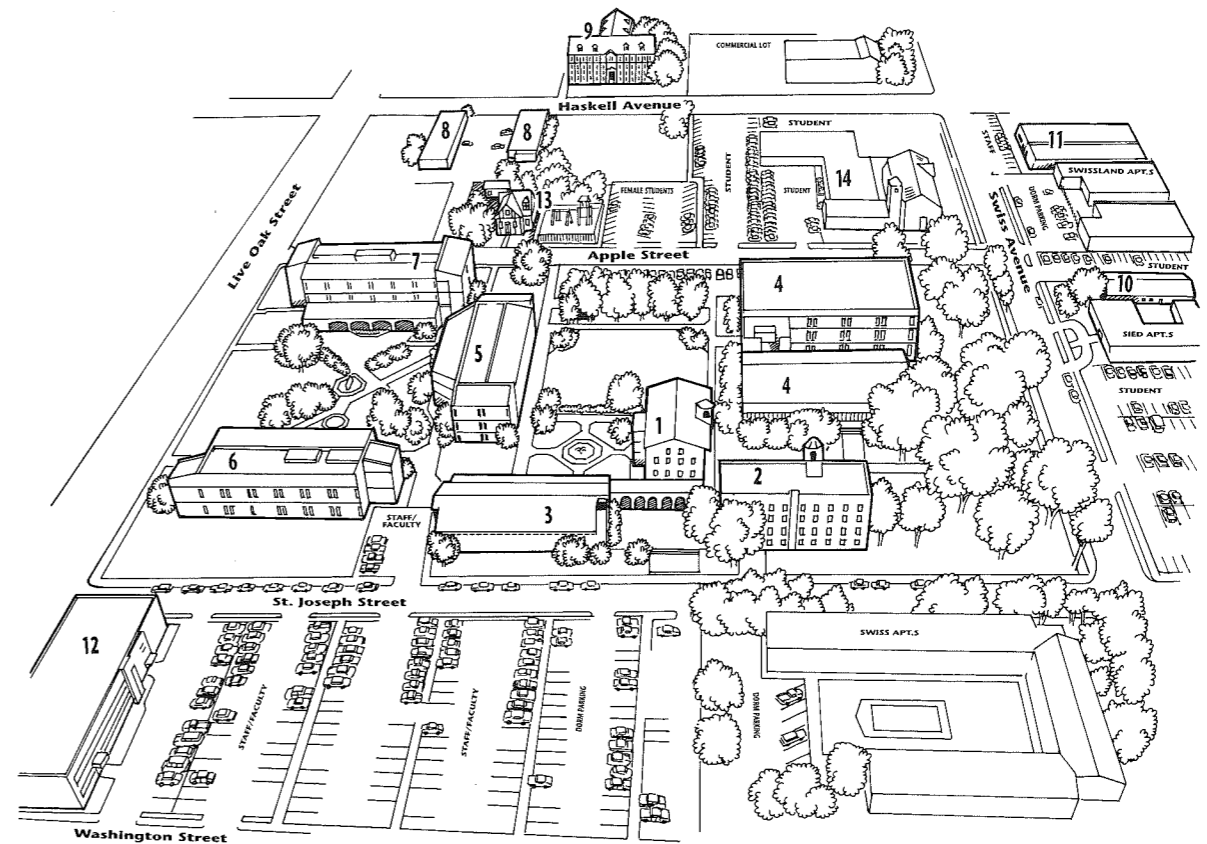 9
COMMERCIAL LOT
Haskell Avenue
8
8
STUDENT
STAFF
11
SWISSLAND APT.S
13
FEMALE STUDENTS
STUDENT
STUDENT
14
DORM PARKING
Swiss Avenue
Live Oak Street
Apple Street
7
STUDENT
10
4
SIED APT.S
5
4
STUDENT
1
6
2
3
STAFF/
FACULTY
St. Joseph Street
12
SWISS APT.S
STAFF/FACULTY
STAFF/FACULTY
DORM PARKING
DORM PARKING
Washington Street